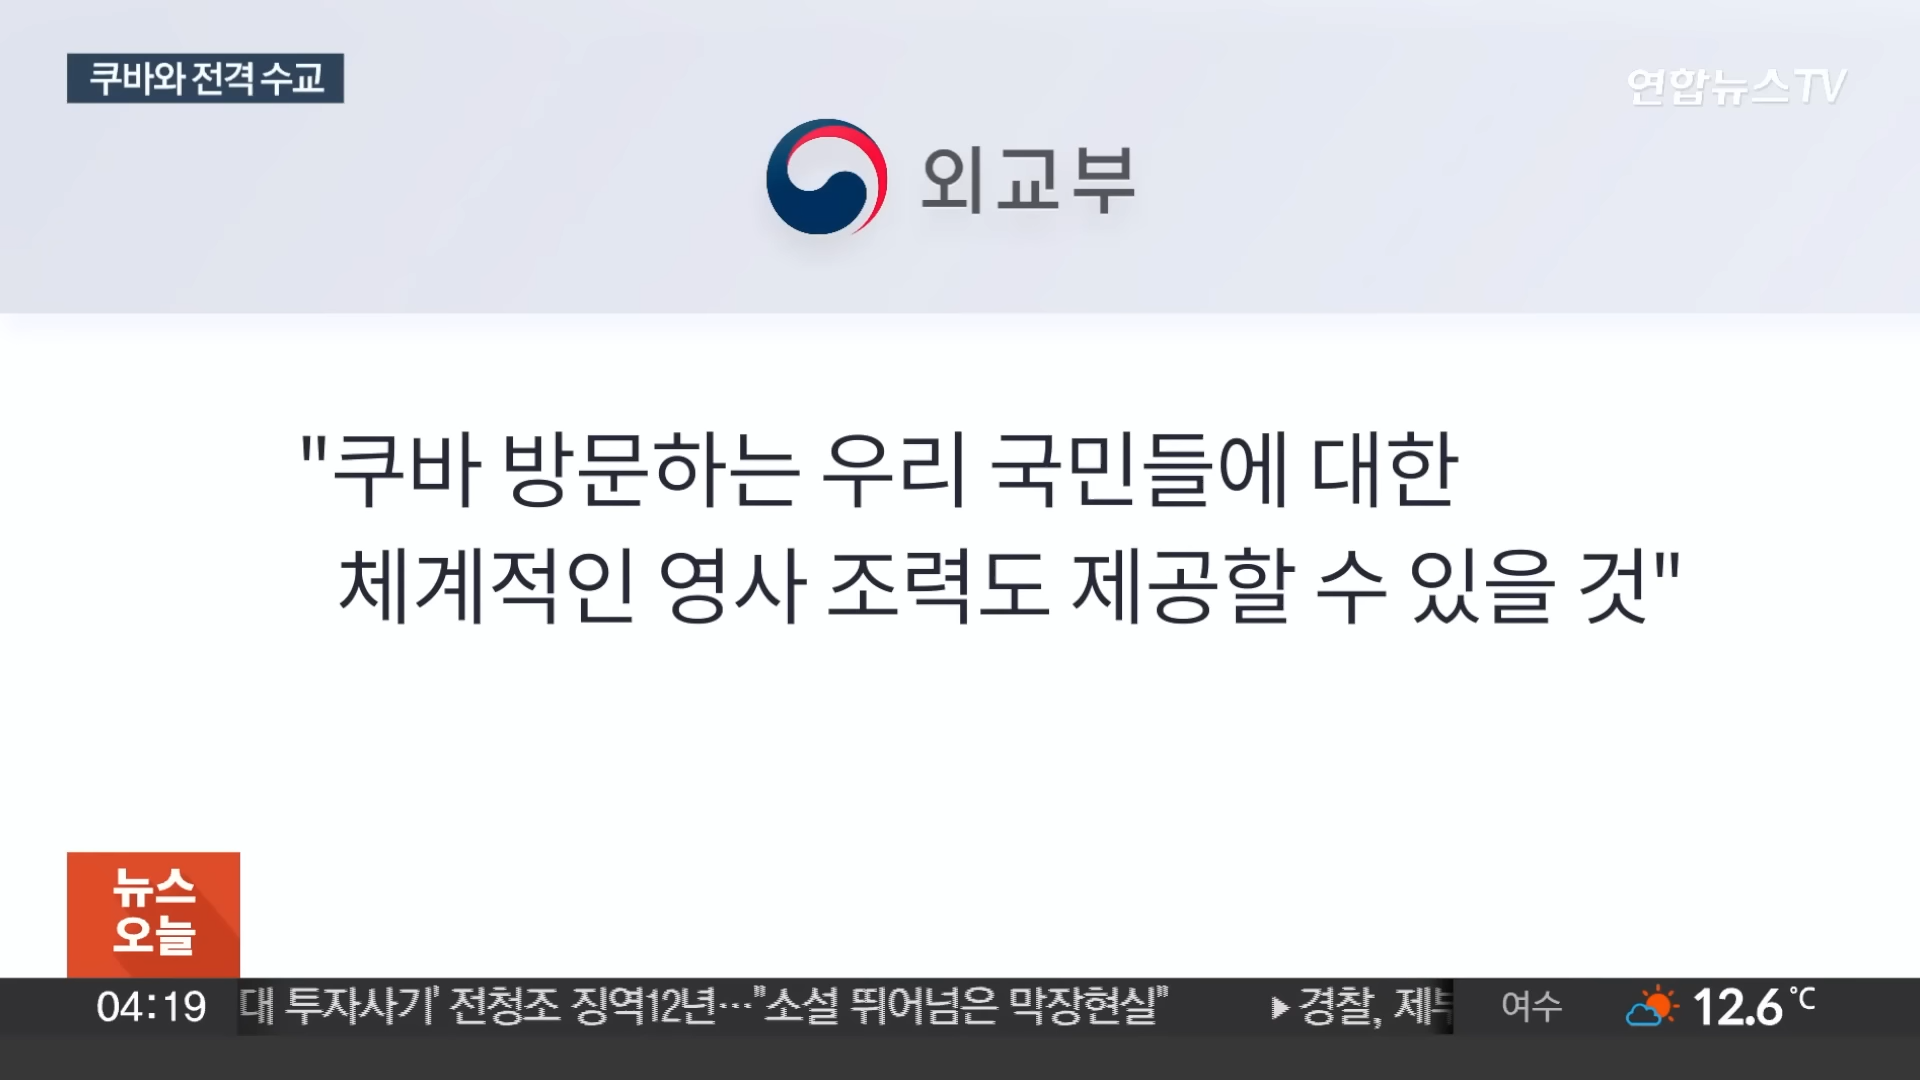 쿠바와 전격 수교
연합뉴스TV
외교부
"쿠바 방문하는 우리 국민들에 대한
체계적인 영사 조력도 제공할 수 있을 것"
뉴스
오늘
04:19 대 투자사기' 전청조 징역12년…"소설 뛰어넘은 막장현실" ▶경찰, 제부 여수 12.6℃